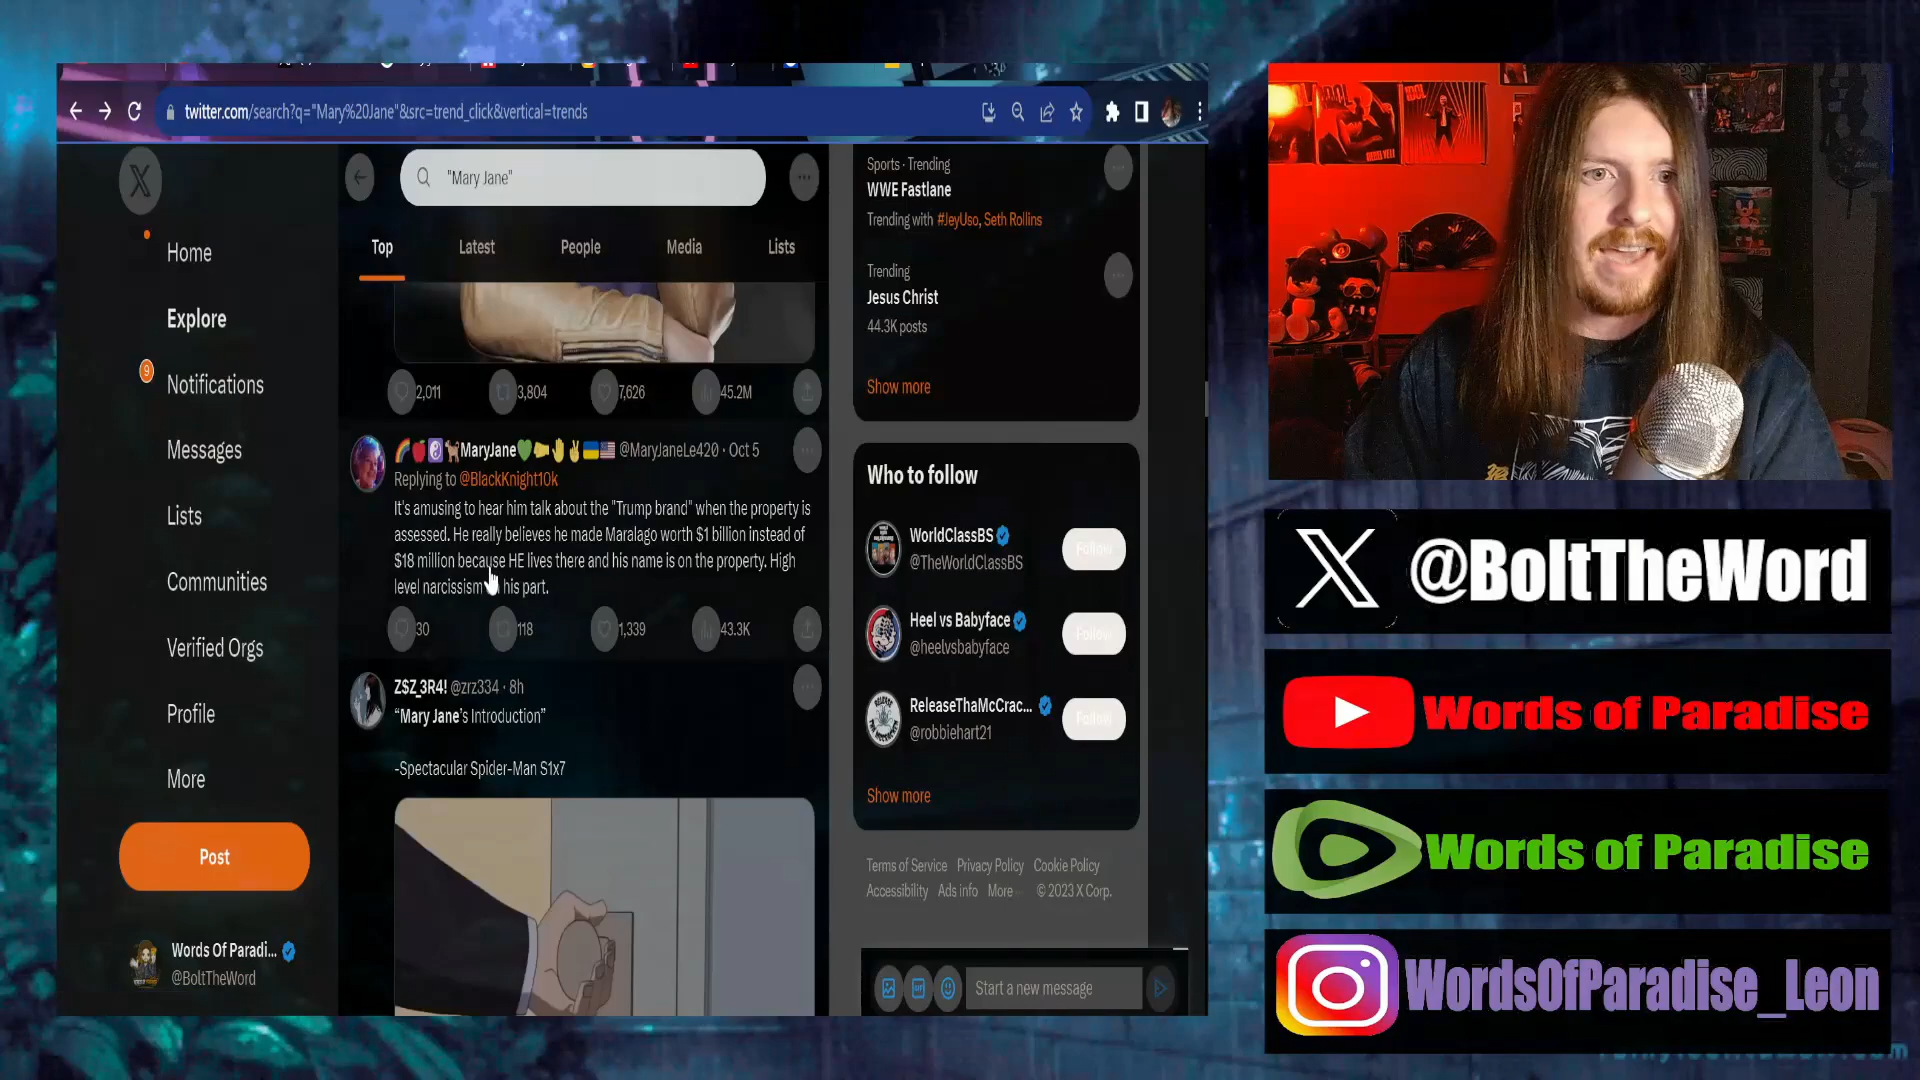 twitter.com/search?q="Mary%20Jane"&src=trend_click&vertical=trends
"Mary Jane"
Home
Explore
9
Notifications
Messages
Lists
Communities
Verified Orgs
Profile
More
Post
Words Of Paradi...
@BoltTheWord
Top
Latest
People
Media
Lists
2,011
3,804
7,626
45.2M
MaryJane @MaryJaneLe420 · Oct 5
Replying to @BlackKnight10k
It's amusing to hear him talk about the "Trump brand" when the property is
assessed. He really believes he made Maralago worth $1 billion instead of
$18 million because HE lives there and his name is on the property. High
level narcissism his part.
30
118
1,339
43.3K
Z$Z_3R4! @zrz334 · 8h
“Mary Jane's Introduction”
-Spectacular Spider-Man S1x7
Sports · Trending
WWE Fastlane
Trending with #JeyUso, Seth Rollins
Trending
Jesus Christ
44.3K posts
Show more
Who to follow
WorldClassBS
@TheWorldClassBS
Follow
Heel vs Babyface
@heelvsbabyface
Follow
ReleaseThaMcCrac...
@robbiehart21
Follow
Show more
Terms of Service Privacy Policy Cookie Policy
Accessibility Ads info More © 2023 X Corp.
Start a new message
@BoltTheWord
Words of Paradise
Words of Paradise
WordsOfParadise_Leon